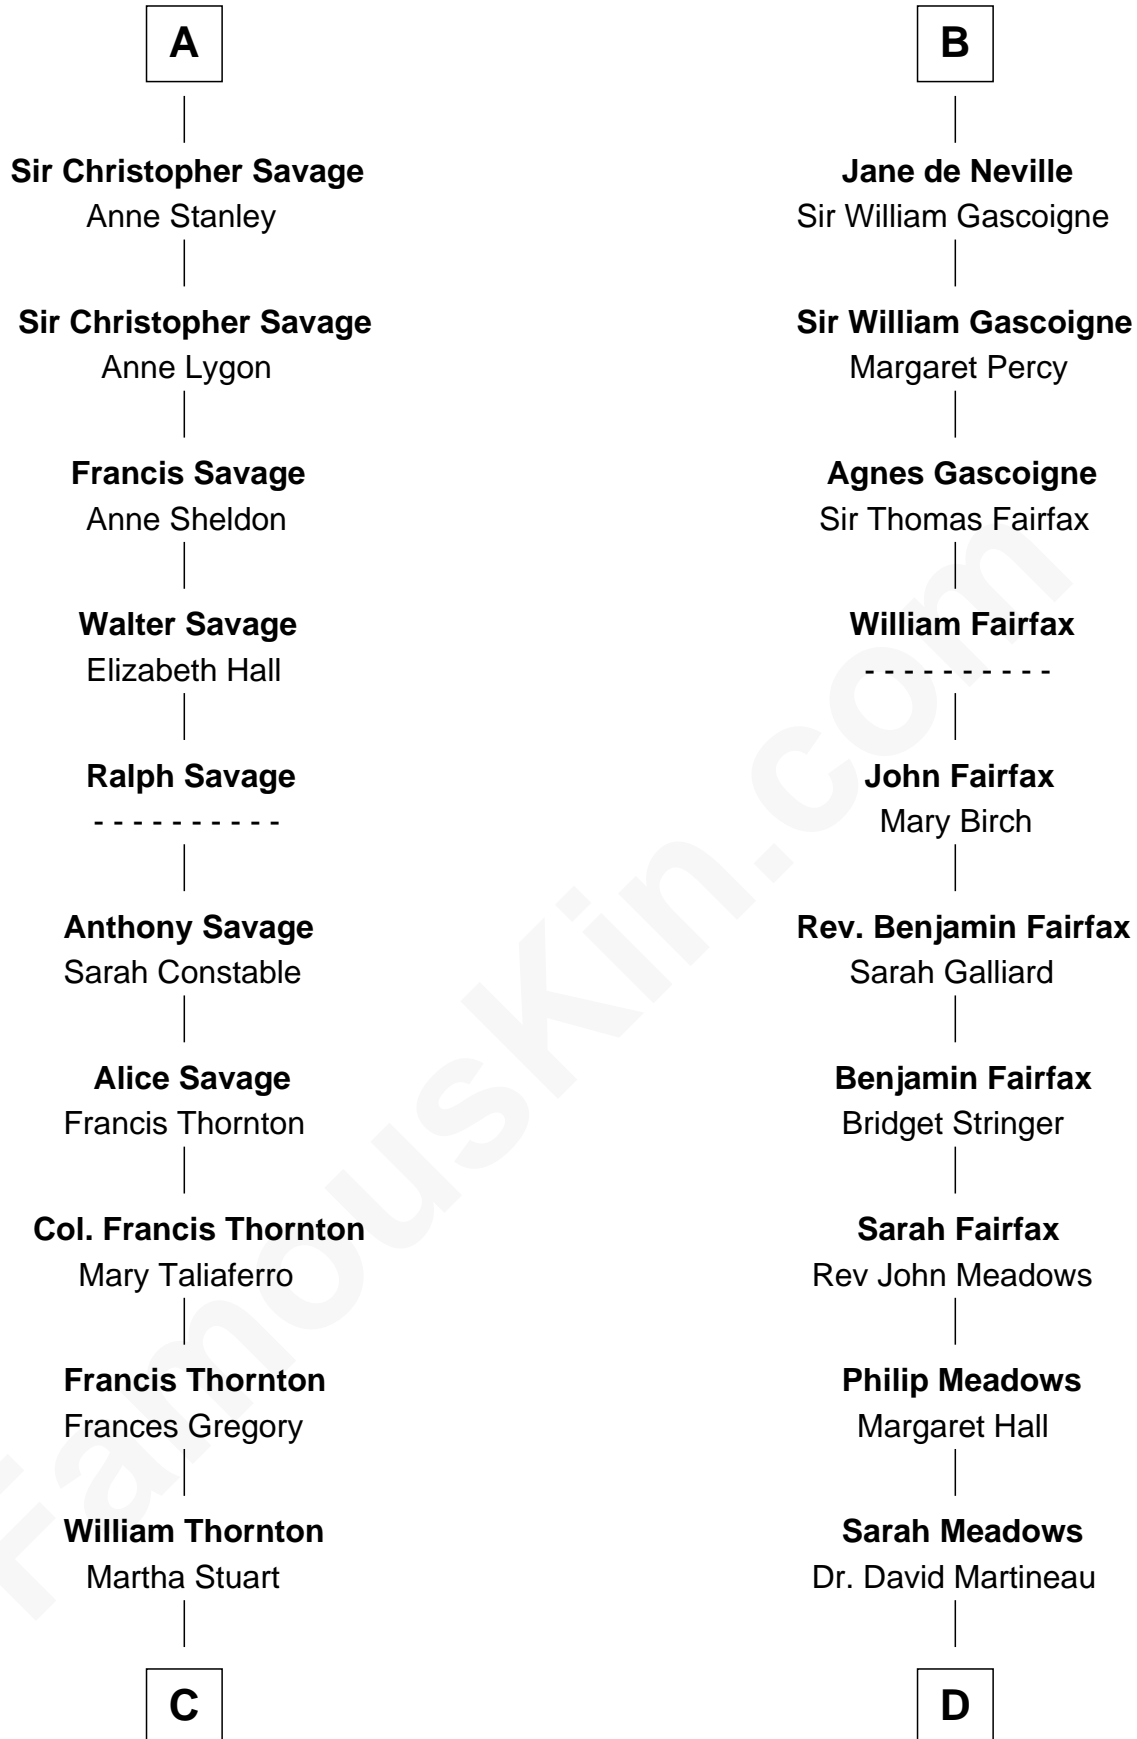 A
Sir Christopher Savage
Anne Stanley
Sir Christopher Savage
Anne Lygon
Francis Savage
Anne Sheldon
Walter Savage
Elizabeth Hall
Ralph Savage
- - - - - - - - - -
Anthony Savage
Sarah Constable
Alice Savage
Francis Thornton
Col. Francis Thornton
Mary Taliaferro
Francis Thornton
Frances Gregory
William Thornton
Martha Stuart
C
B
Jane de Neville
Sir William Gascoigne
Sir William Gascoigne
Margaret Percy
Agnes Gascoigne
Sir Thomas Fairfax
William Fairfax
- - - - - - - - - -
John Fairfax
Mary Birch
Rev. Benjamin Fairfax
Sarah Galliard
Benjamin Fairfax
Bridget Stringer
Sarah Fairfax
Rev John Meadows
Philip Meadows
Margaret Hall
Sarah Meadows
Dr. David Martineau
D
FamousKin.com